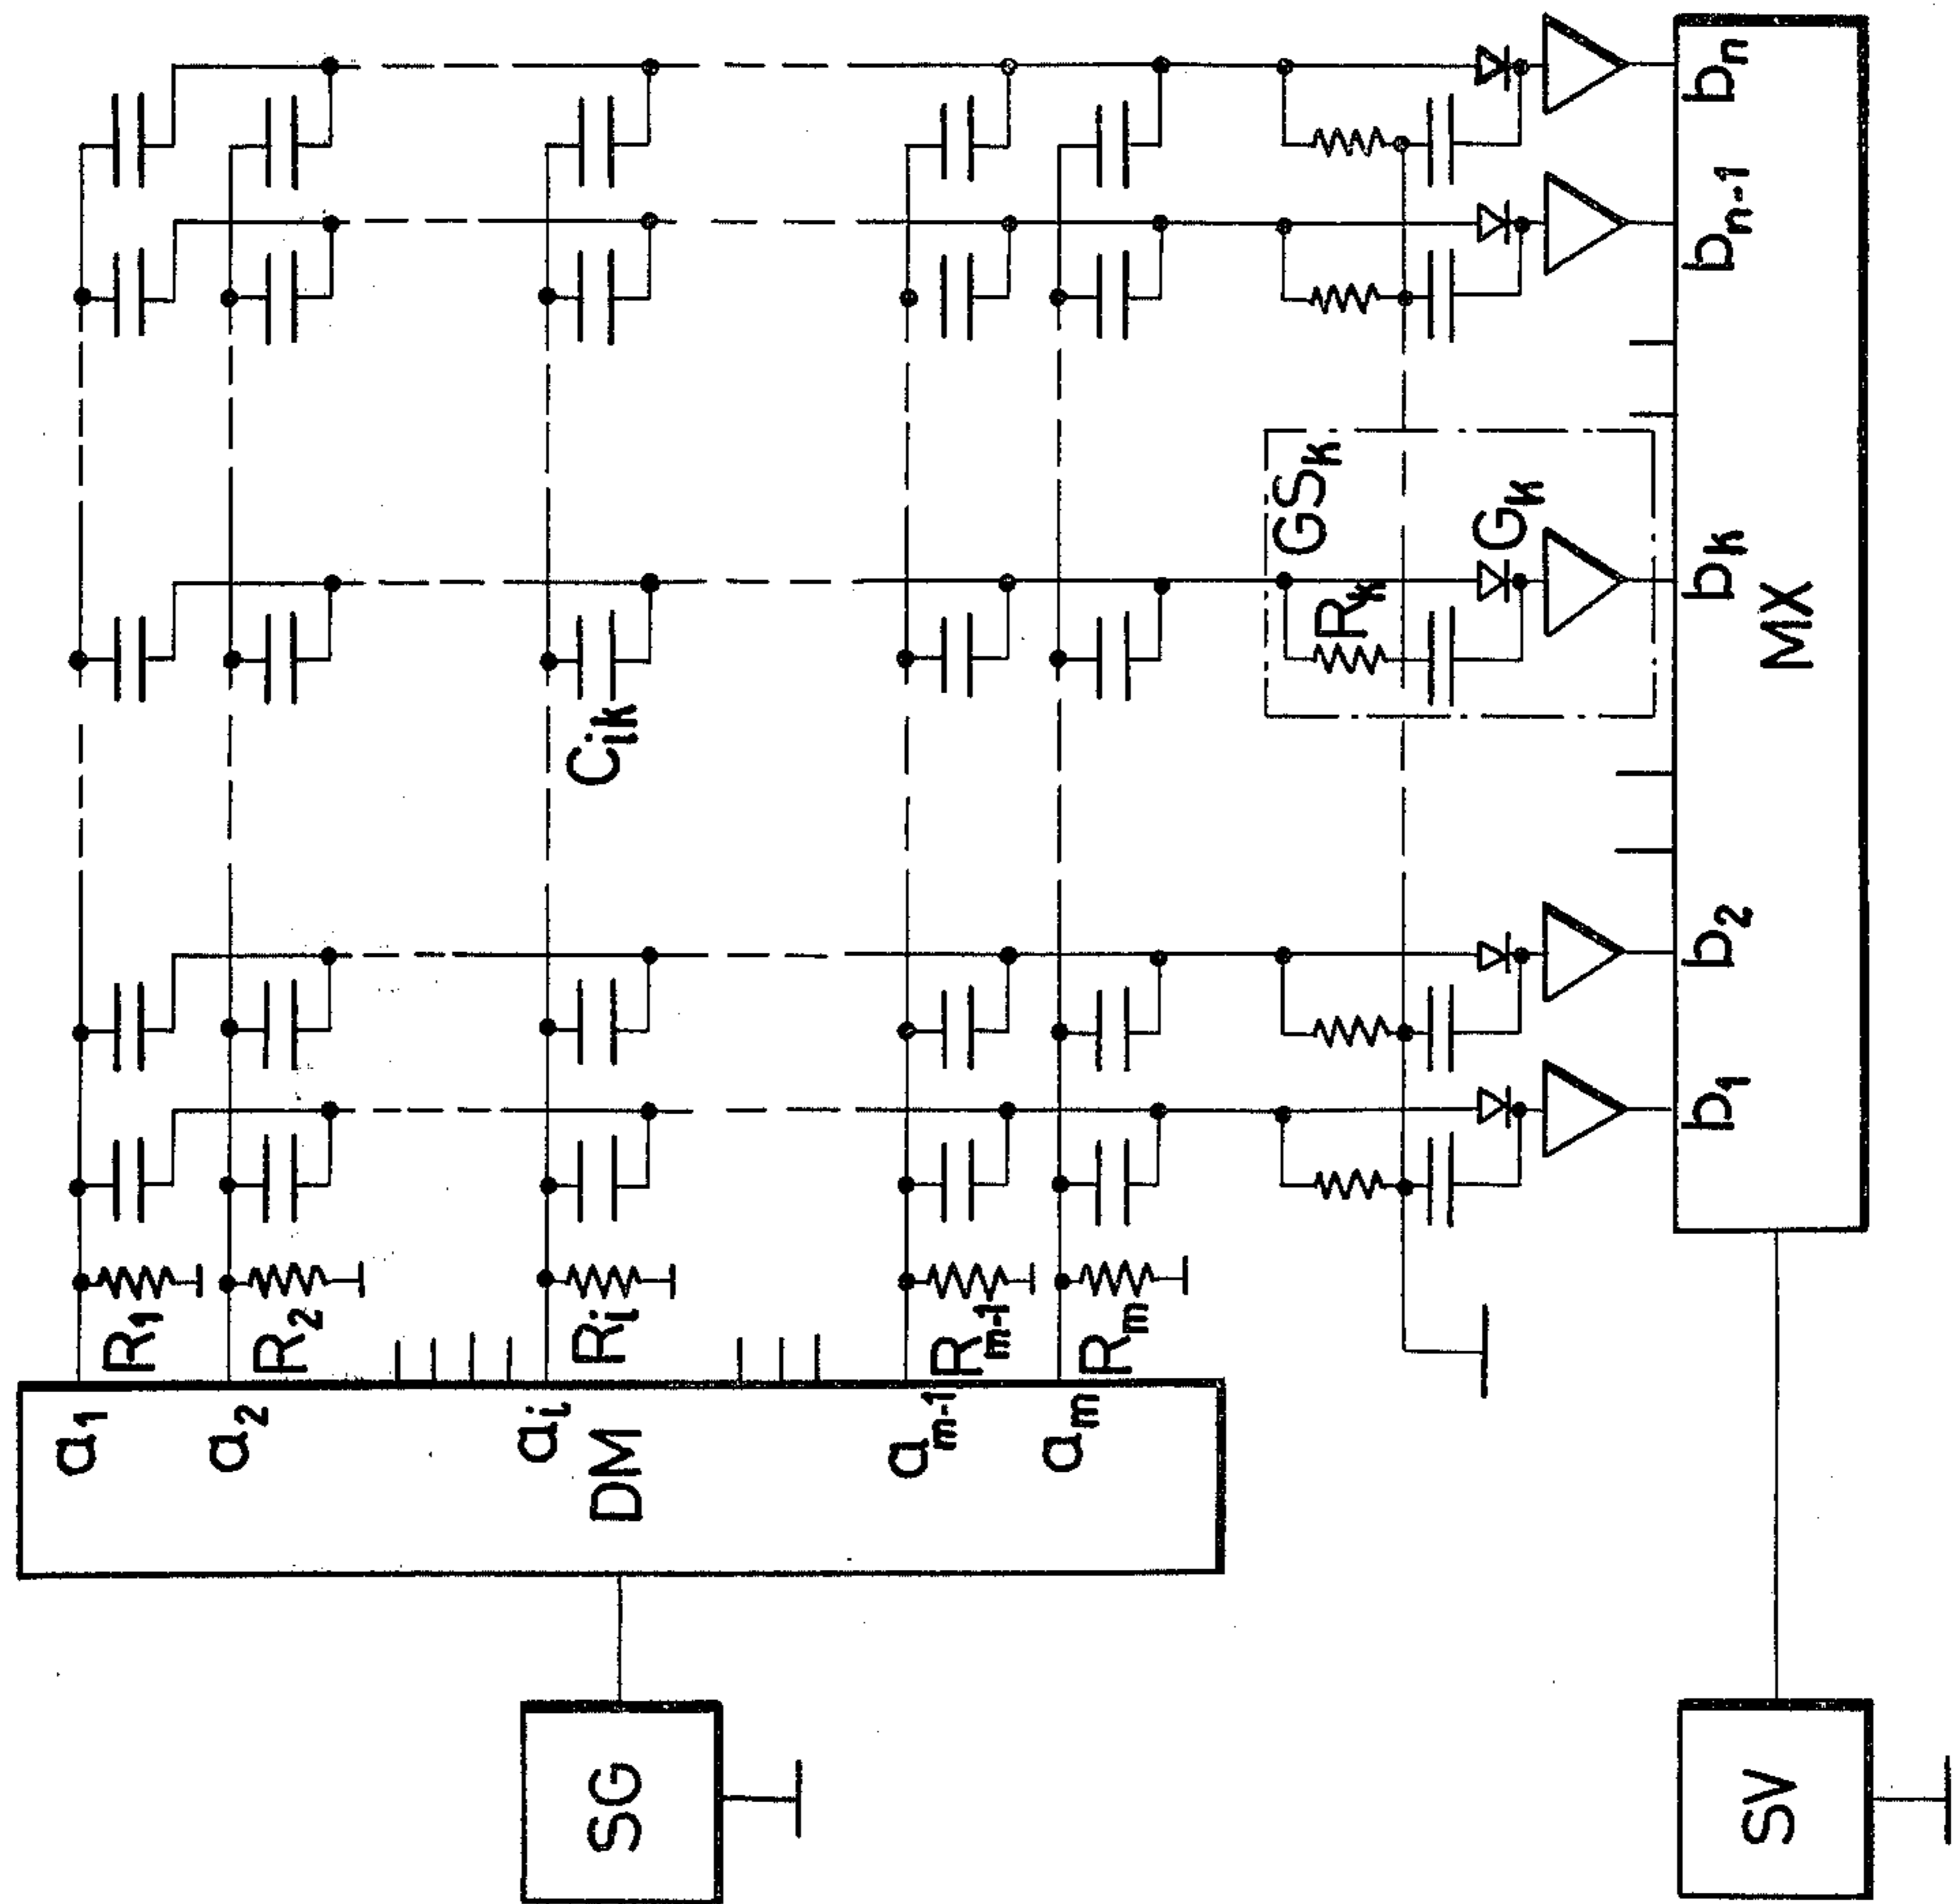 SG
DM
a₁
a₂
aᵢ
aₘ₋₁
aₘ
R₁
R₂
Rᵢ
Rₘ₋₁
Rₘ
Cᵢₖ
GSₖ
Rₖ
Gₖ
b₁
b₂
bₖ
bₙ₋₁
bₙ
MX
SV